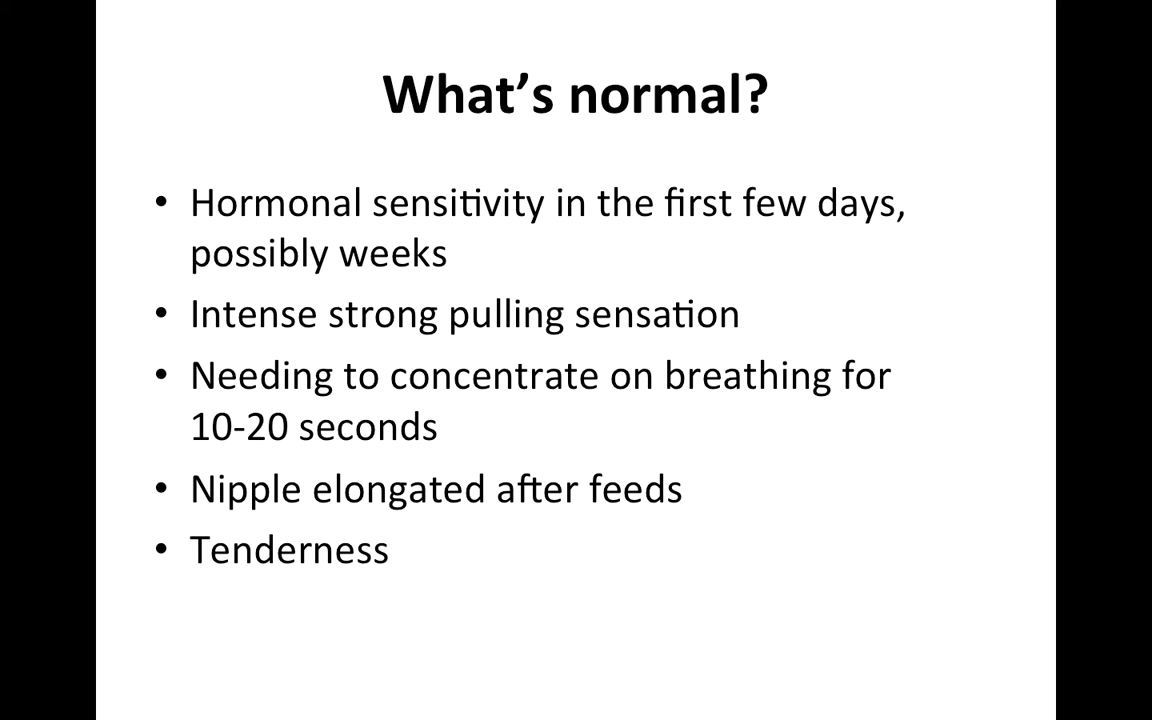 What’s normal?
• Hormonal sensitivity in the first few days,
possibly weeks
• Intense strong pulling sensation
• Needing to concentrate on breathing for
10-20 seconds
• Nipple elongated after feeds
• Tenderness